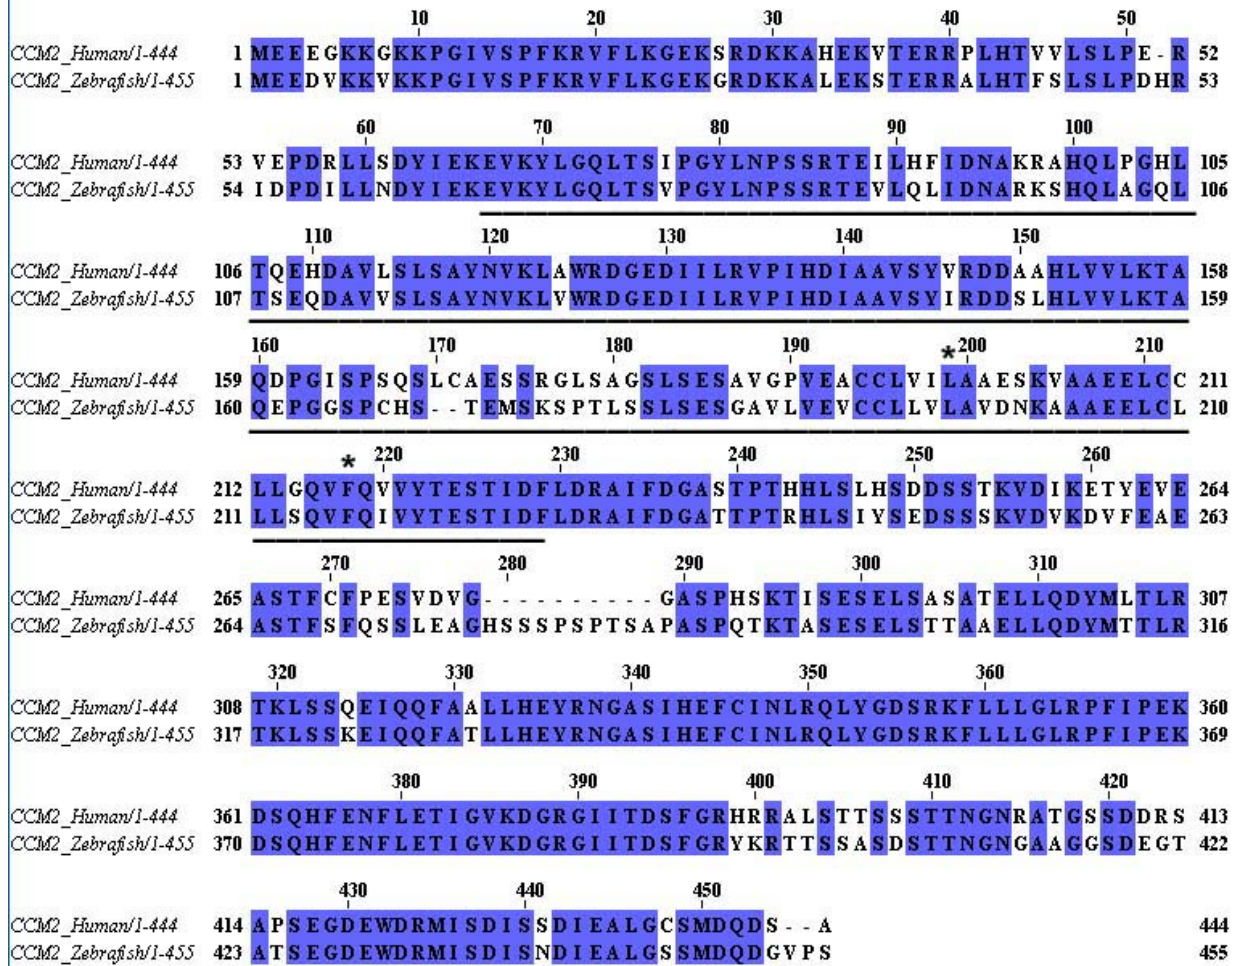 10 20 30 40 50
CCM2_Human/1-444 1 MEEEGKKGKKPGIVSPFKRVFLKGEKSRDKKAHEKVTERRPLHTVVLSLPE-R 52
CCM2_Zebrafish/1-455 1 MEEDVKKVKKPGIVSPFKRVFLKGEKGRDKKALEKSTERRALHTFSLSLPDHR 53
60 70 80 90 100
CCM2_Human/1-444 53 VEPDRLLSDYIEKEVKYLGQLTSIPGYLNPSSRTEILHFIDNAKRAHQLPGHL 105
CCM2_Zebrafish/1-455 54 IDPDILLNDYIEKEVKYLGQLTSVPGYLNPSSRTEVLQLIDNARKSHQLAGQL 106
110 120 130 140 150
CCM2_Human/1-444 106 TQEHDAVLSLSAYNVKLAWRDGEDIILRVPIHDIAAVSYVRDDAAHLVVLKTA 158
CCM2_Zebrafish/1-455 107 TSEQDAVVSLSAYNVKLVWRDGEDIILRVPIHDIAAVSYIRDDSLHLVVLKTA 159
160 170 180 190 * 200 210
CCM2_Human/1-444 159 QDPGISPSQSLCAESSRGLSAGSLSESAVGPVEACCLVILAAESKVAAEELCC 211
CCM2_Zebrafish/1-455 160 QEPGGSPCHS--TEMSKSPTLSSLSESGAVLVEVCCLLVLAVDNKAAAEELCL 210
* 220 230 240 250 260
CCM2_Human/1-444 212 LLGQVFQVVYTESTIDFLDRAIFDGASTPTHHLSLHSDDSSTKVDIKETYEVE 264
CCM2_Zebrafish/1-455 211 LLSQVFQIVYTESTIDFLDRAIFDGATTPTRHLSIYSEDSSSKVDVKDVFEAE 263
270 280 290 300 310
CCM2_Human/1-444 265 ASTFCFPESVDVG----------GASPHSKTISESELSASATELLQDYMLTLR 307
CCM2_Zebrafish/1-455 264 ASTFSFQSSLEAGHSSSPSPTSAPASPQTKTASESELSTTAAELLQDYMTTLR 316
320 330 340 350 360
CCM2_Human/1-444 308 TKLSSQEIQQFAALLHEYRNGASIHEFCINLRQLYGDSRKFLLLGLRPFIPEK 360
CCM2_Zebrafish/1-455 317 TKLSSKEIQQFATLLHEYRNGASIHEFCINLRQLYGDSRKFLLLGLRPFIPEK 369
380 390 400 410 420
CCM2_Human/1-444 361 DSQHFENFLETIGVKDGRGIITDSFGRHRRALSTTSSSTTNGNRATGSSDDRS 413
CCM2_Zebrafish/1-455 370 DSQHFENFLETIGVKDGRGIITDSFGRYKRTTSSASDSTTNGNGAAGGSDEGT 422
430 440 450
CCM2_Human/1-444 414 APSEGDEWDRMISDISSDIEALGCSMDQDS--A 444
CCM2_Zebrafish/1-455 423 ATSEGDEWDRMISDISNDIEALGSSMDQDGVPS 455